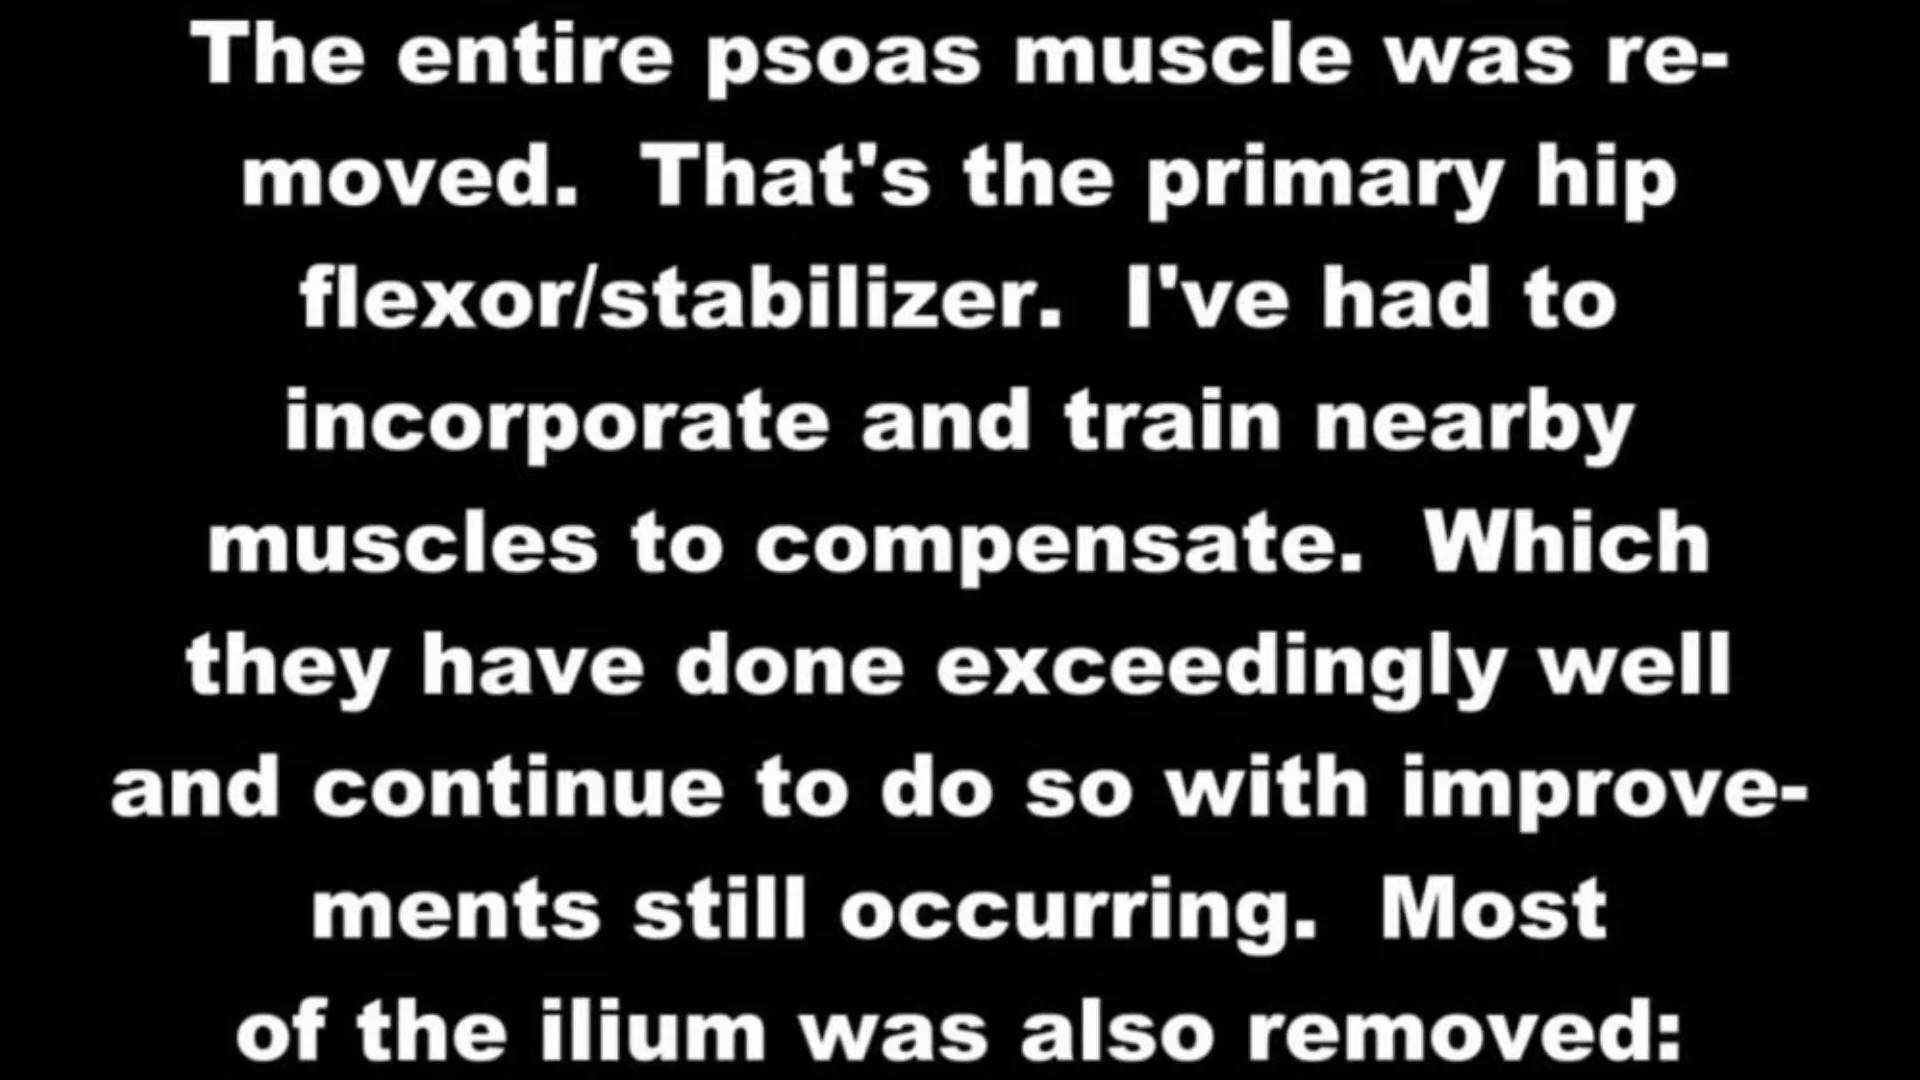 The entire psoas muscle was re-
moved.  That's the primary hip
flexor/stabilizer.  I've had to
incorporate and train nearby
muscles to compensate.  Which
they have done exceedingly well
and continue to do so with improve-
ments still occurring.  Most
of the ilium was also removed: